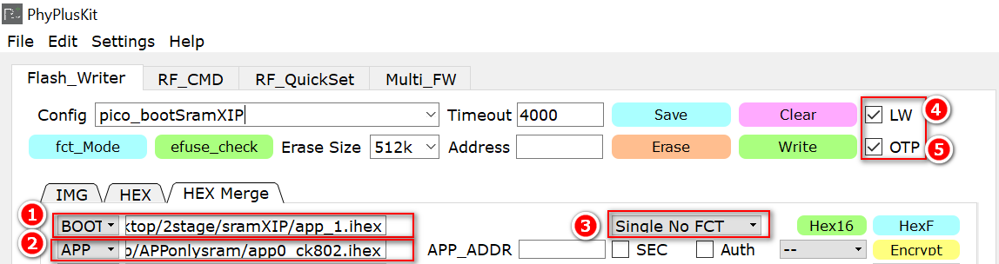 PhyPlusKit
File Edit Settings Help
Flash_Writer RF_CMD RF_QuickSet Multi_FW
Config pico_bootSramXIP Timeout 4000 Save Clear LW 4
fct_Mode efuse_check Erase Size 512k Address Erase Write OTP 5
IMG HEX HEX Merge
1 BOOT ktop/2stage/sramXIP/app_1.ihex 3 Single No FCT Hex16 HexF
2 APP p/APPonlysram/app0_ck802.ihex APP_ADDR SEC Auth -- Encrypt